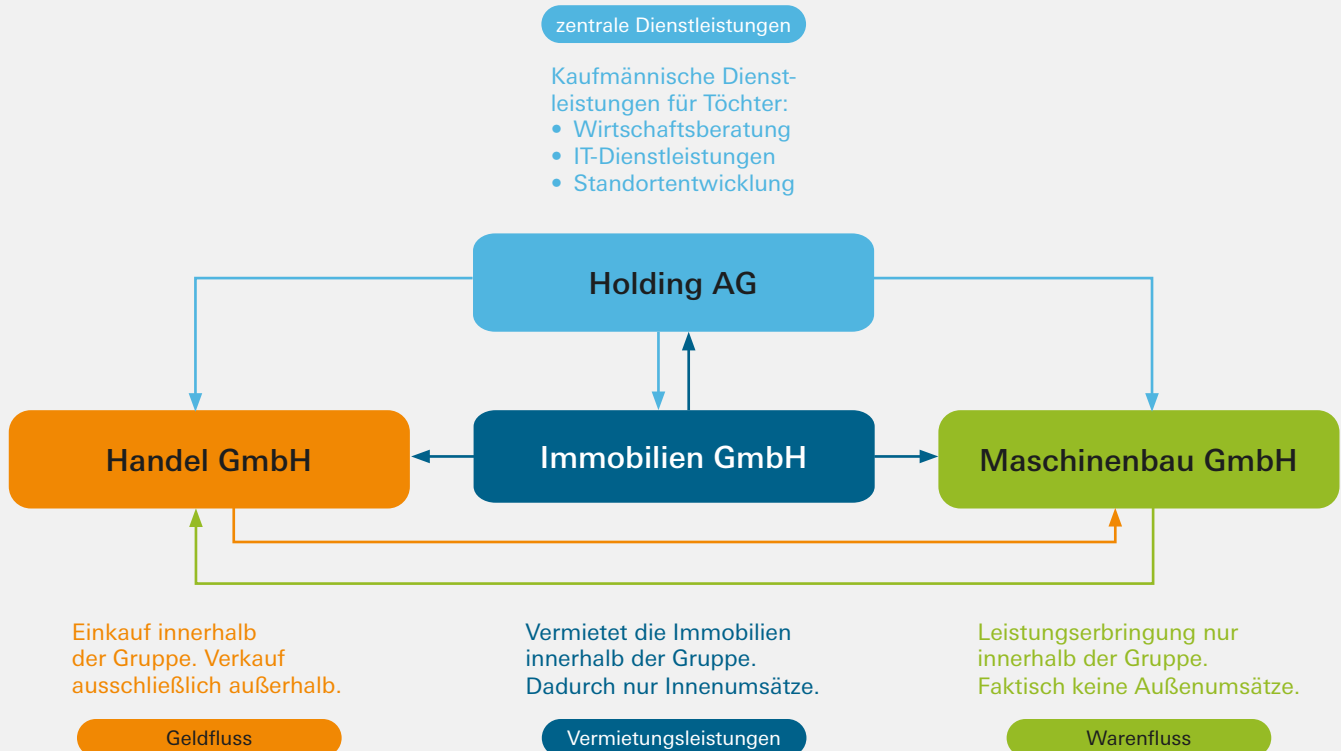 zentrale Dienstleistungen
Kaufmännische Dienst-
leistungen für Töchter:
• Wirtschaftsberatung
• IT-Dienstleistungen
• Standortentwicklung
Holding AG
Handel GmbH
Immobilien GmbH
Maschinenbau GmbH
Einkauf innerhalb
der Gruppe. Verkauf
ausschließlich außerhalb.
Geldfluss
Vermietet die Immobilien
innerhalb der Gruppe.
Dadurch nur Innenumsätze.
Vermietungsleistungen
Leistungserbringung nur
innerhalb der Gruppe.
Faktisch keine Außenumsätze.
Warenfluss